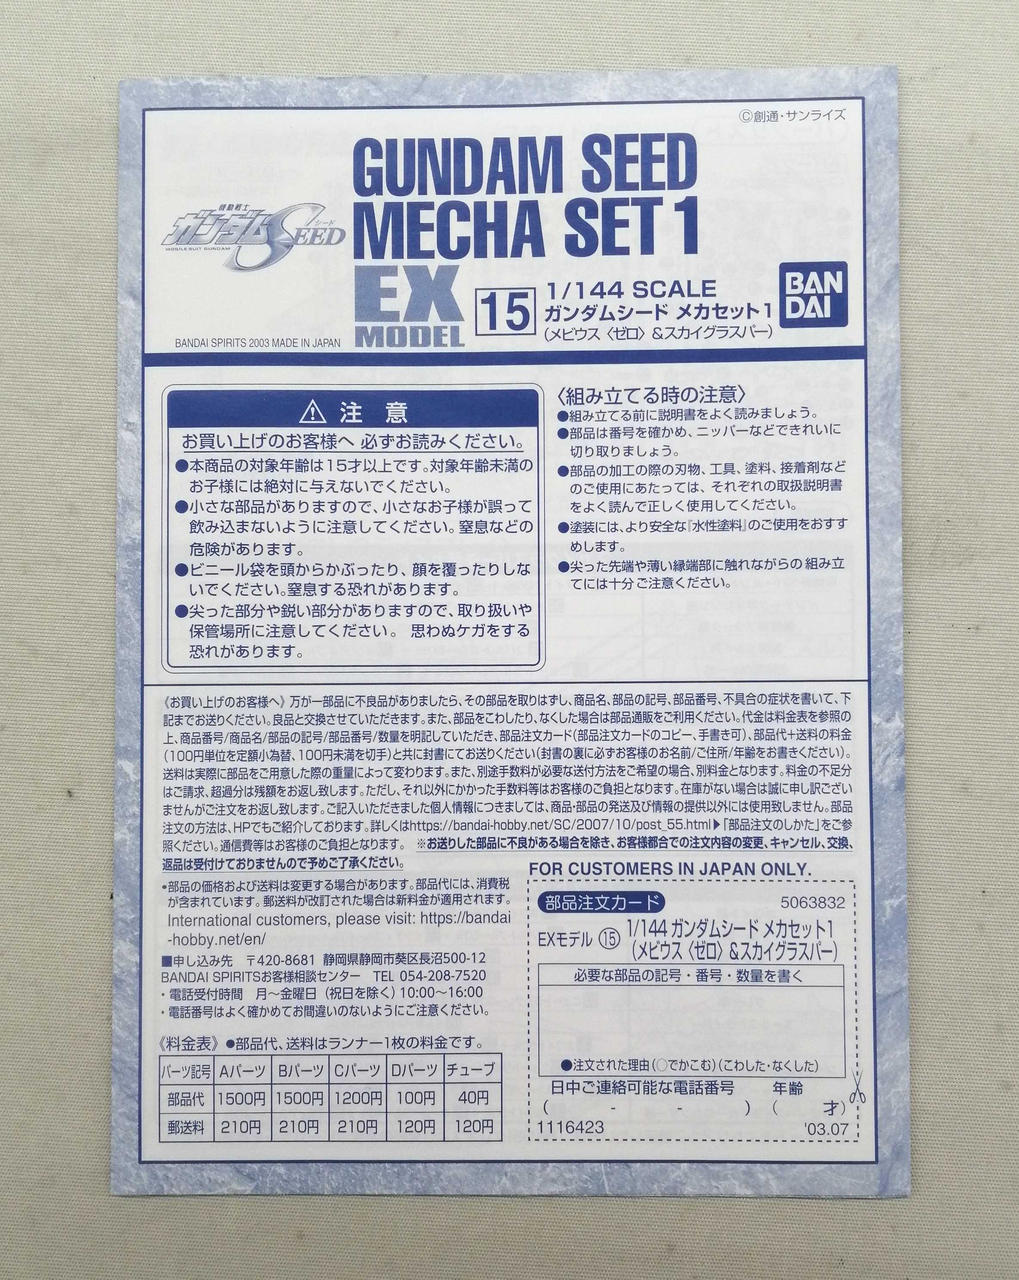 ©創通・サンライズ
GUNDAM SEED
MECHA SET 1
機動戦士
ガンダムSEED
シード
MOBILE SUIT GUNDAM
EX
MODEL
15
1/144 SCALE
ガンダムシード メカセット1
(メビウス〈ゼロ〉&スカイグラスパー)
BAN
DAI
BANDAI SPIRITS 2003 MADE IN JAPAN
⚠ 注 意
お買い上げのお客様へ 必ずお読みください。
●本商品の対象年齢は15才以上です。対象年齢未満の
お子様には絶対に与えないでください。
●小さな部品がありますので、小さなお子様が誤って
飲み込まないように注意してください。窒息などの
危険があります。
●ビニール袋を頭からかぶったり、顔を覆ったりしな
いでください。窒息する恐れがあります。
●尖った部分や鋭い部分がありますので、取り扱いや
保管場所に注意してください。 思わぬケガをする
恐れがあります。
〈組み立てる時の注意〉
●組み立てる前に説明書をよく読みましょう。
●部品は番号を確かめ、ニッパーなどできれいに
切り取りましょう。
●部品の加工の際の刃物、工具、塗料、接着剤など
のご使用にあたっては、それぞれの取扱説明書
をよく読んで正しく使用してください。
●塗装には、より安全な『水性塗料』のご使用をおすす
めします。
●尖った先端や薄い縁端部に触れながらの 組み立
てには十分ご注意ください。
《お買い上げのお客様へ》万が一部品に不良品がありましたら、その部品を取りはずし、商品名、部品の記号、部品番号、不具合の症状を書いて、下
記までお送りください。良品と交換させていただきます。また、部品をこわしたり、なくした場合は部品通販をご利用ください。代金は料金表を参照の
上、商品番号/商品名/部品の記号/部品番号/数量を明記していただき、部品注文カード(部品注文カードのコピー、手書き可)、部品代+送料の料金
(100円単位を定額小為替、100円未満を切手)と共に封書にてお送りください(封書の裏に必ずお客様のお名前/ご住所/年齢をお書きください)。
送料は実際に部品をご用意した際の重量によって変わります。また、別途手数料が必要な送付方法をご希望の場合、別料金となります。料金の不足分
はご請求、超過分は残額をお返し致します。ただし、それ以外にかかった手数料等はお客様のご負担となります。在庫がない場合は誠に申し訳ござい
ませんがご注文をお返し致します。ご記入いただきました個人情報につきましては、商品・部品の発送及び情報の提供以外には使用致しません。部品
注文の方法は、HPでもご紹介しております。詳しくはhttps://bandai-hobby.net/SC/2007/10/post_55.html▶「部品注文のしかた」をご参
照ください。通信費等はお客様のご負担となります。 ※お送りした部品に不良がある場合を除き、お客様都合での注文内容の変更、キャンセル、交換、
返品は受付けておりませんので予めご了承ください。
•部品の価格および送料は変更する場合があります。部品代には、消費税
が含まれています。郵送料が改訂された場合は新料金が適用されます。
International customers, please visit: https://bandai
-hobby.net/en/
■申し込み先 〒420-8681 静岡県静岡市葵区長沼500-12
BANDAI SPIRITSお客様相談センター TEL 054-208-7520
・電話受付時間 月〜金曜日(祝日を除く)10:00〜16:00
・電話番号はよく確かめてお間違いのないようにご注意ください。
《料金表》 ●部品代、送料はランナー1枚の料金です。
パーツ記号 Aパーツ Bパーツ Cパーツ Dパーツ チューブ
部品代 1500円 1500円 1200円 100円 40円
郵送料 210円 210円 210円 120円 120円
FOR CUSTOMERS IN JAPAN ONLY.
部品注文カード 5063832
EXモデル ⑮ 1/144 ガンダムシード メカセット1
(メビウス〈ゼロ〉&スカイグラスパー)
必要な部品の記号・番号・数量を書く
●注文された理由(○でかこむ)(こわした・なくした)
日中ご連絡可能な電話番号 年齢
( - - ) ( 才)
1116423 '03.07